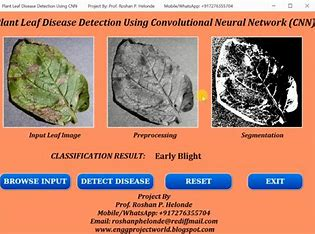 Plant Leaf Disease Detection Using CNN Project By: Prof. Roshan P. Helonde Mobile/WhatsApp: +917276355704
Plant Leaf Disease Detection Using Convolutional Neural Network (CNN)
Input Leaf Image Preprocessing Segmentation
CLASSIFICATION RESULT: Early Blight
BROWSE INPUT DETECT DISEASE RESET EXIT
Project By
Prof. Roshan P. Helonde
Mobile/WhatsApp: +917276355704
Email: roshanphelonde@rediffmail.com
www.enggprojectworld.blogspot.com